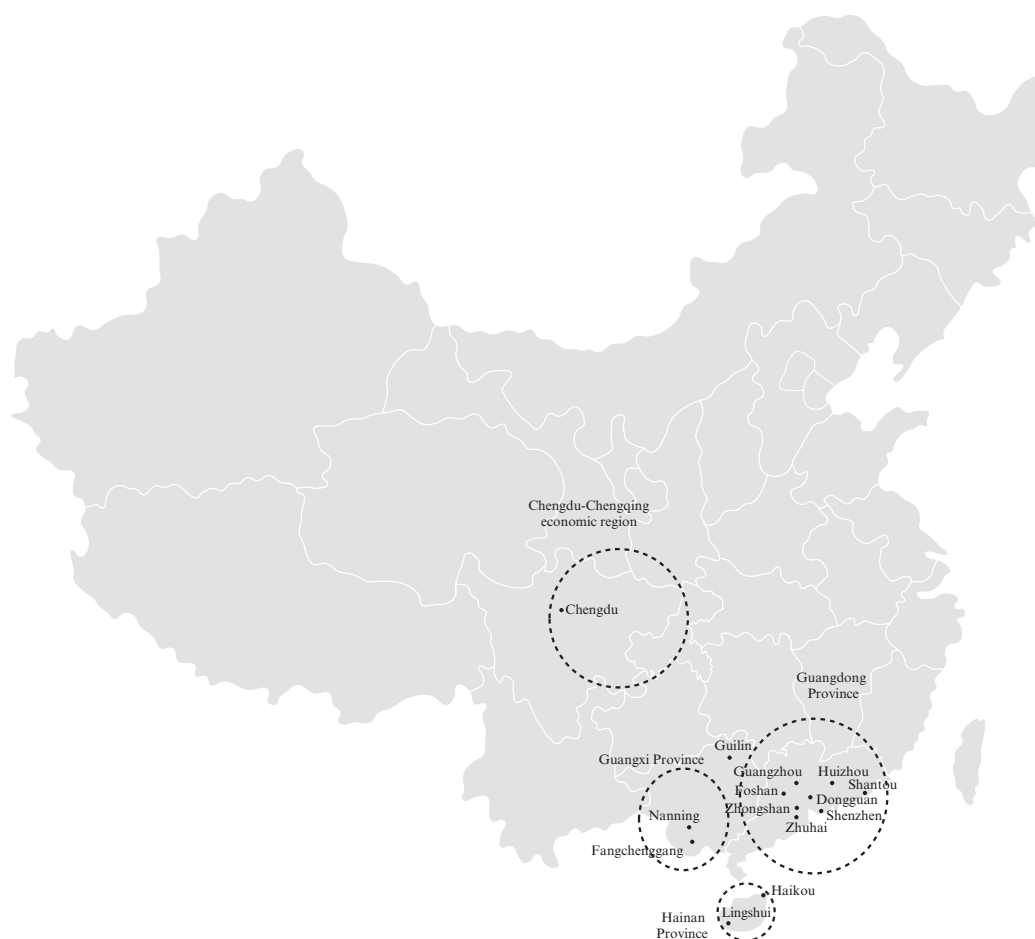 Chengdu-Chengqing
economic region
Chengdu
Guangdong
Province
Guilin
Guangxi Province
Guangzhou
Huizhou
Foshan
Shantou
Dongguan
Zhongshan
Shenzhen
Nanning
Zhuhai
Fangchenggang
Haikou
Lingshui
Hainan
Province